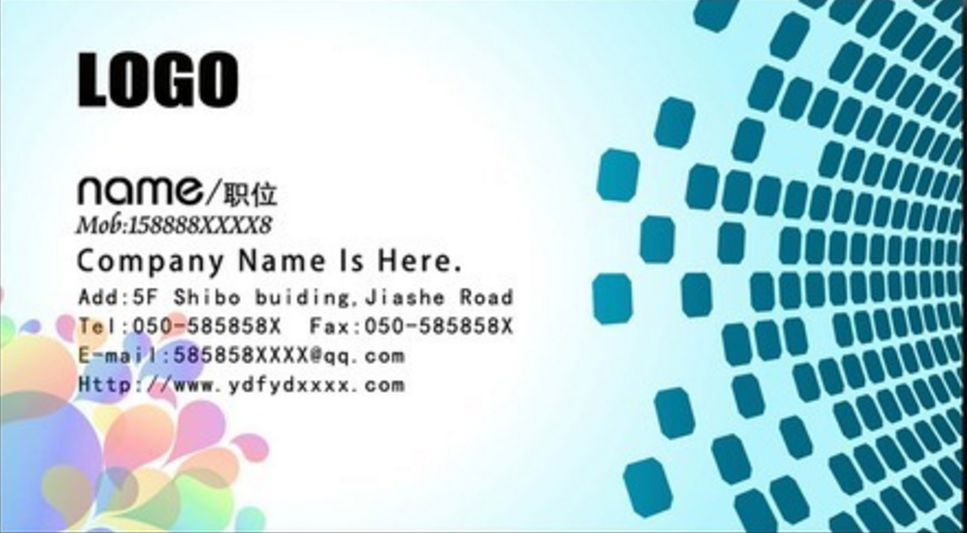 LOGO
name/职位
Mob:158888XXXX8
Company Name Is Here.
Add:5F Shibo buiding,Jiashe Road
Tel:050-585858X  Fax:050-585858X
E-mail:585858XXXX@qq.com
Http://www.ydfydxxxx.com